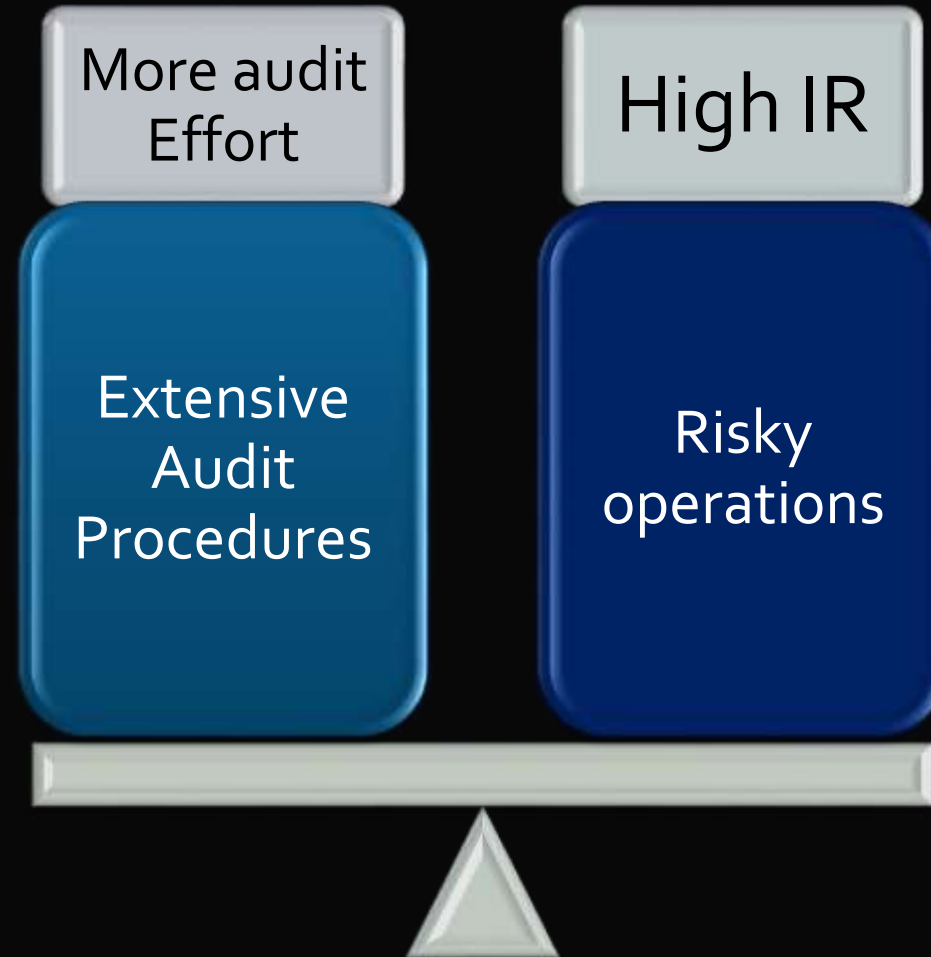 More audit
Effort
High IR
Extensive
Audit
Procedures
Risky
operations